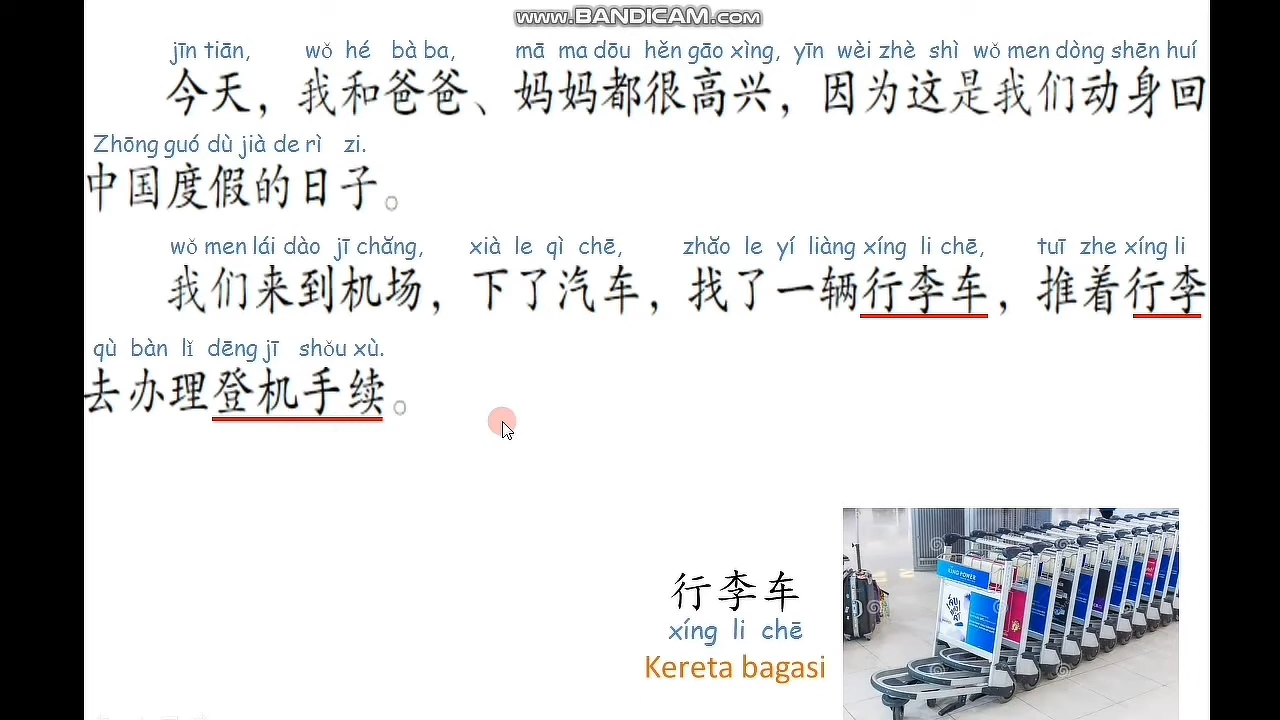 www.BANDICAM.com
jīn tiān, wǒ hé bà ba, mā ma dōu hěn gāo xìng, yīn wèi zhè shì wǒ men dòng shēn huí
今天，我和爸爸、妈妈都很高兴，因为这是我们动身回
Zhōng guó dù jià de rì zi.
中国度假的日子。
wǒ men lái dào jī chăng, xià le qì chē, zhăo le yí liàng xíng li chē, tuī zhe xíng li
我们来到机场，下了汽车，找了一辆行李车，推着行李
qù bàn lǐ dēng jī shǒu xù.
去办理登机手续。
行李车
xíng li chē
Kereta bagasi
KING POWER